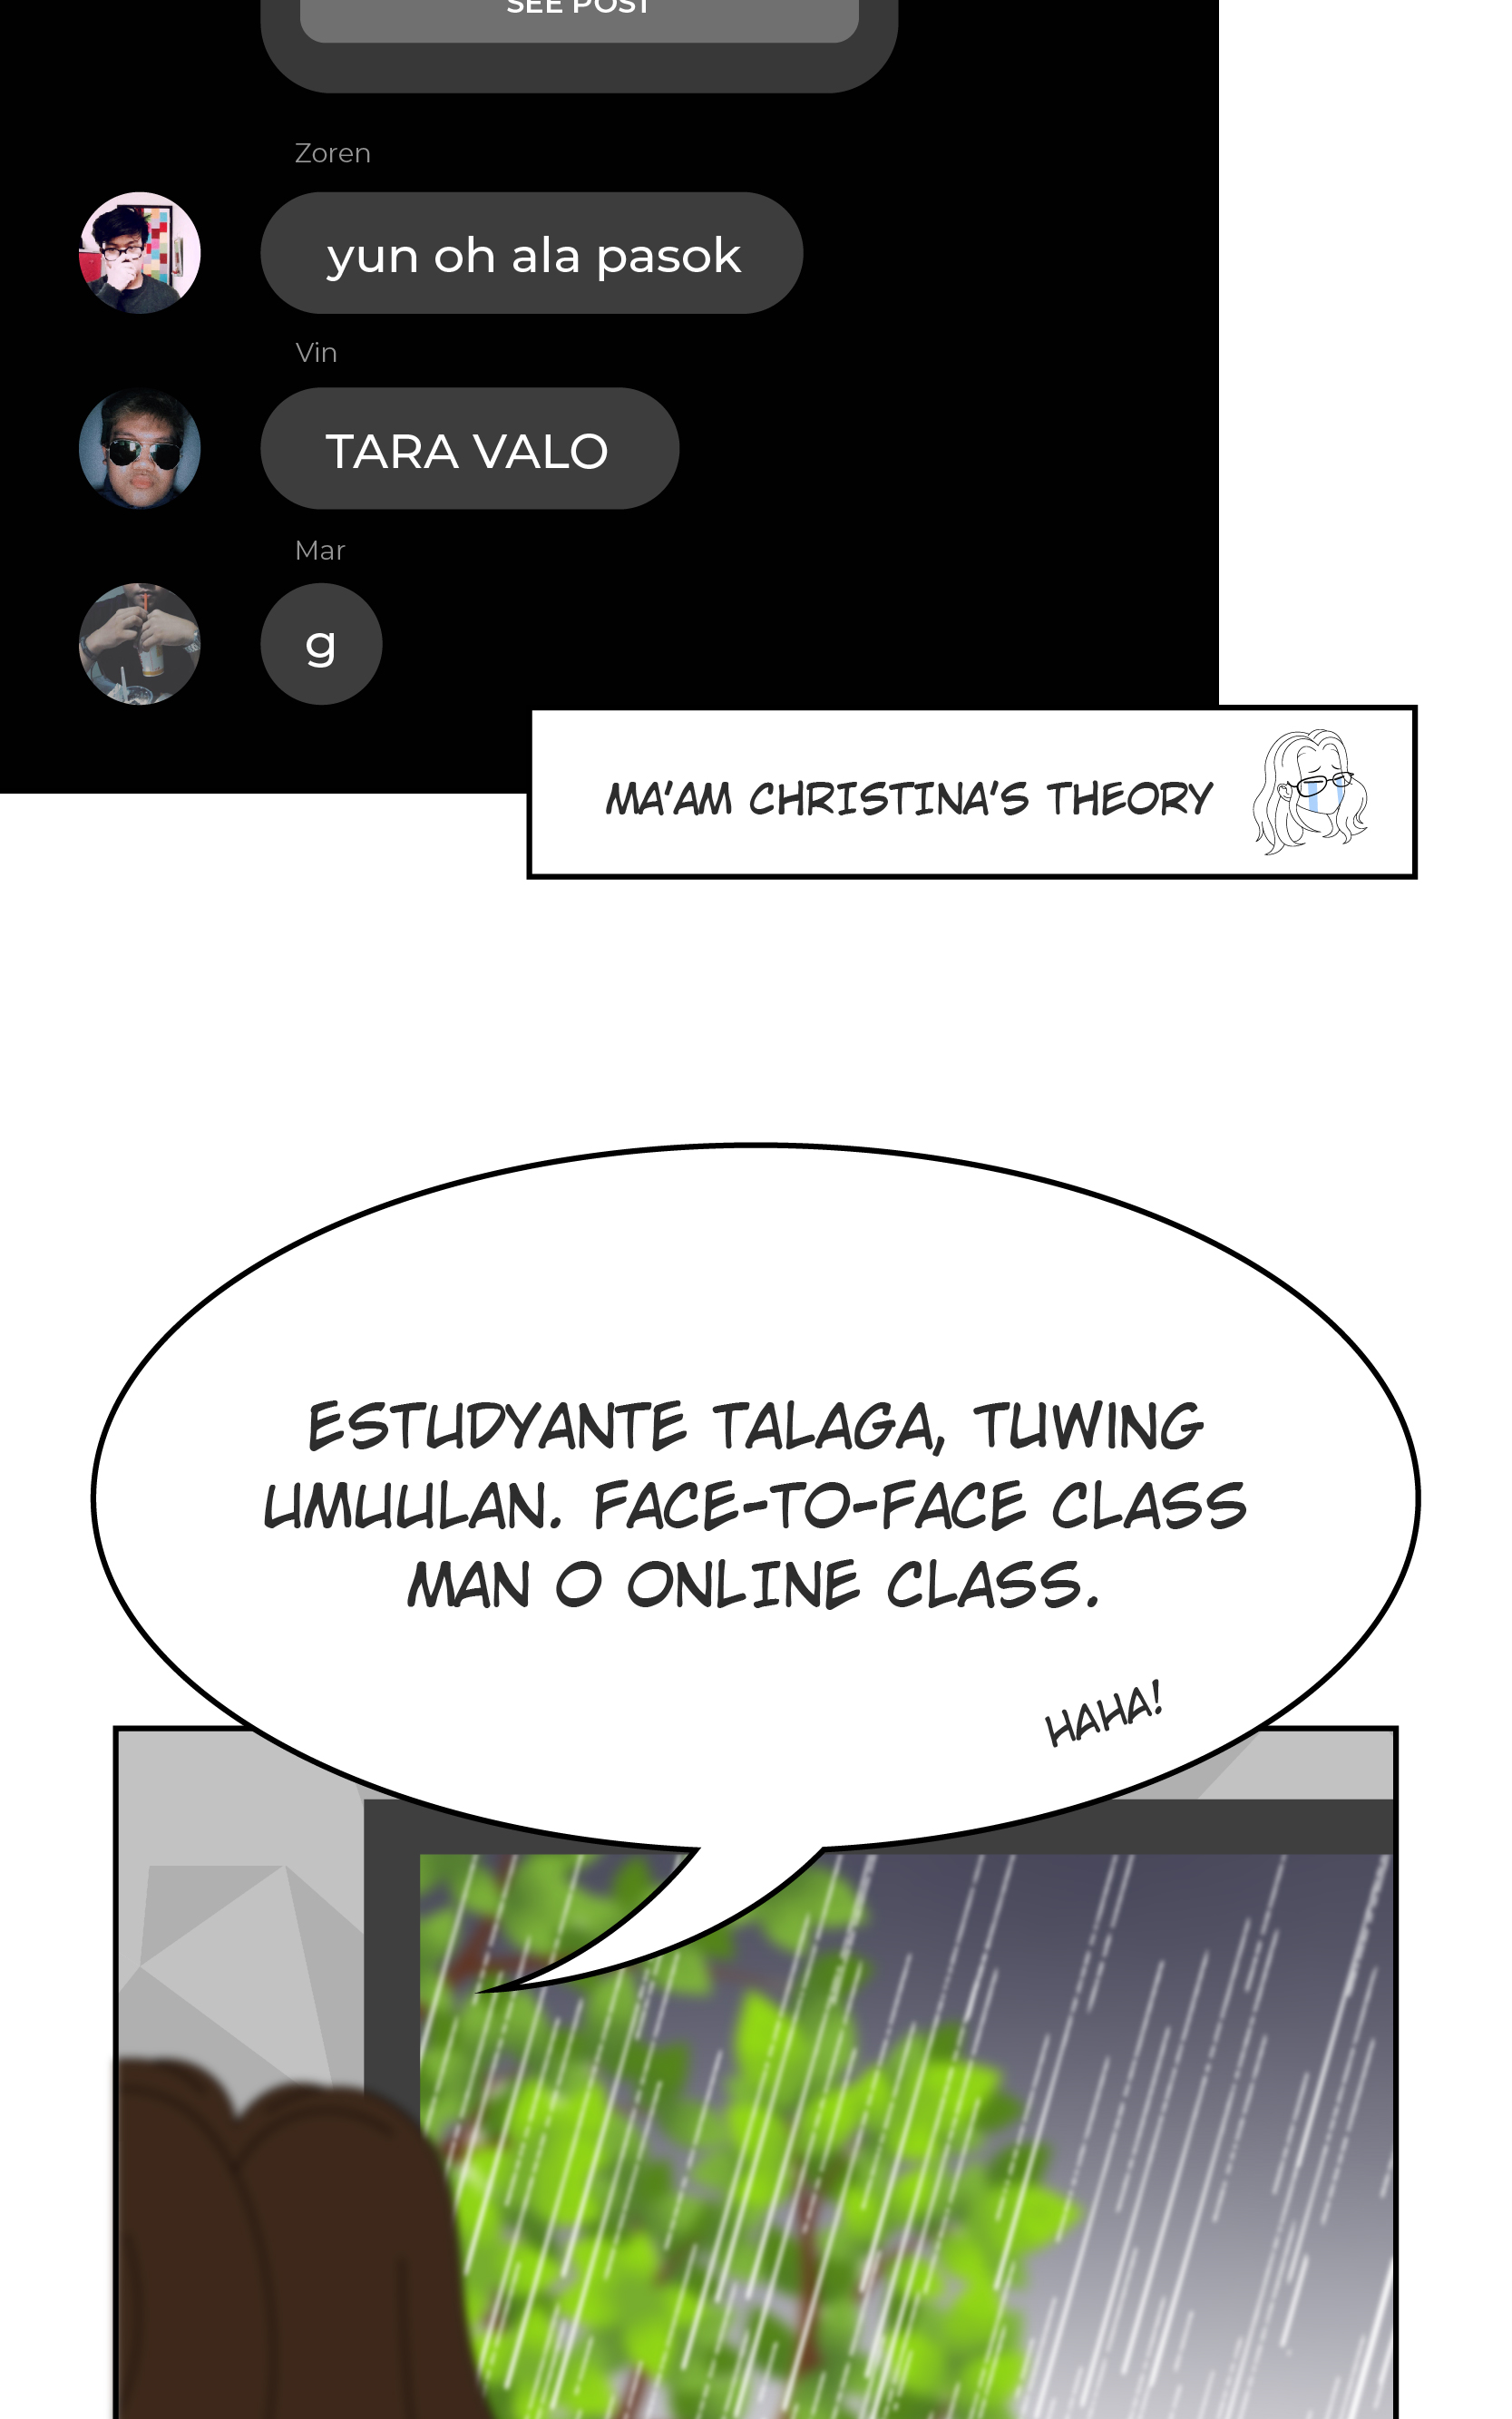 SEE POST
Zoren
yun oh ala pasok
Vin
TARA VALO
Mar
g
MA'AM CHRISTINA'S THEORY
ESTUDYANTE TALAGA, TUWING
UMUULAN. FACE-TO-FACE CLASS
MAN O ONLINE CLASS.
HAHA!